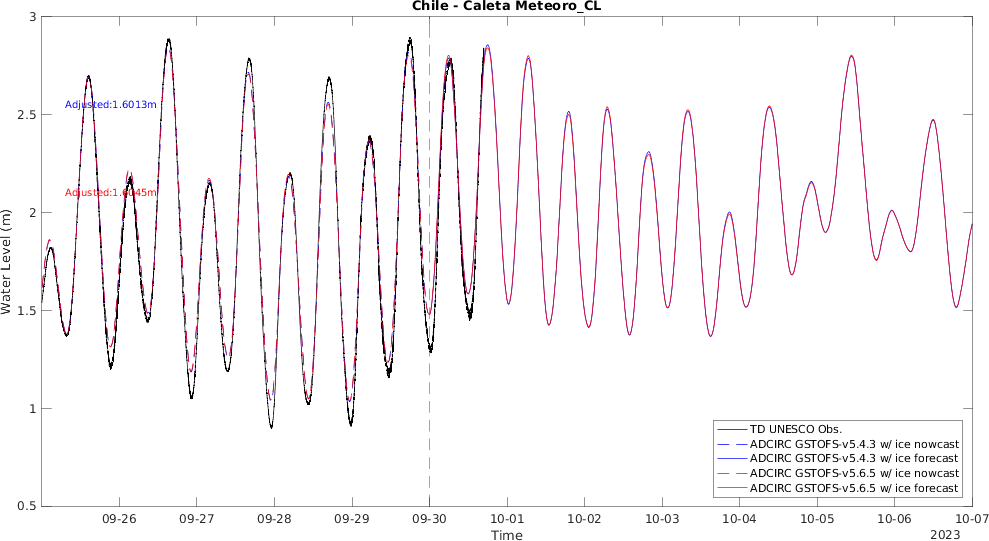 Chile - Caleta Meteoro_CL
3
2.5
2
1.5
1
0.5
Water Level (m)
Adjusted:1.6013m
Adjusted:1.6045m
TD UNESCO Obs.
ADCIRC GSTOFS-v5.4.3 w/ ice nowcast
ADCIRC GSTOFS-v5.4.3 w/ ice forecast
ADCIRC GSTOFS-v5.6.5 w/ ice nowcast
ADCIRC GSTOFS-v5.6.5 w/ ice forecast
09-26 09-27 09-28 09-29 09-30 10-01 10-02 10-03 10-04 10-05 10-06 10-07
Time
2023